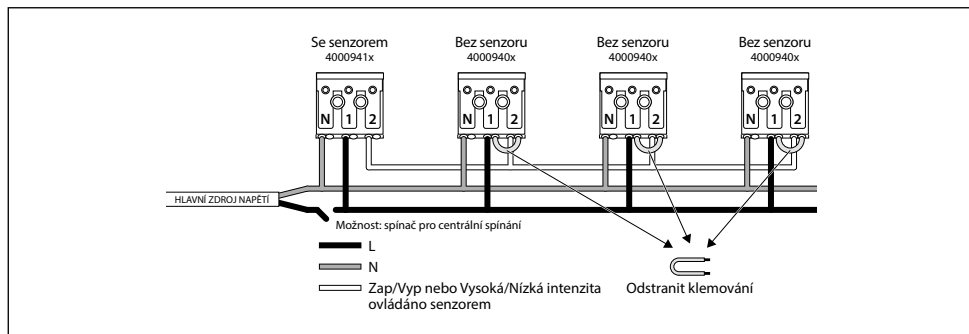 Se senzorem
4000941x
Bez senzoru
4000940x
Bez senzoru
4000940x
Bez senzoru
4000940x
N 1 2
N 1 2
N 1 2
N 1 2
HLAVNÍ ZDROJ NAPĚTÍ
Možnost: spínač pro centrální spínání
L
N
Zap/Vyp nebo Vysoká/Nízká intenzita
ovládáno senzorem
Odstranit klemování